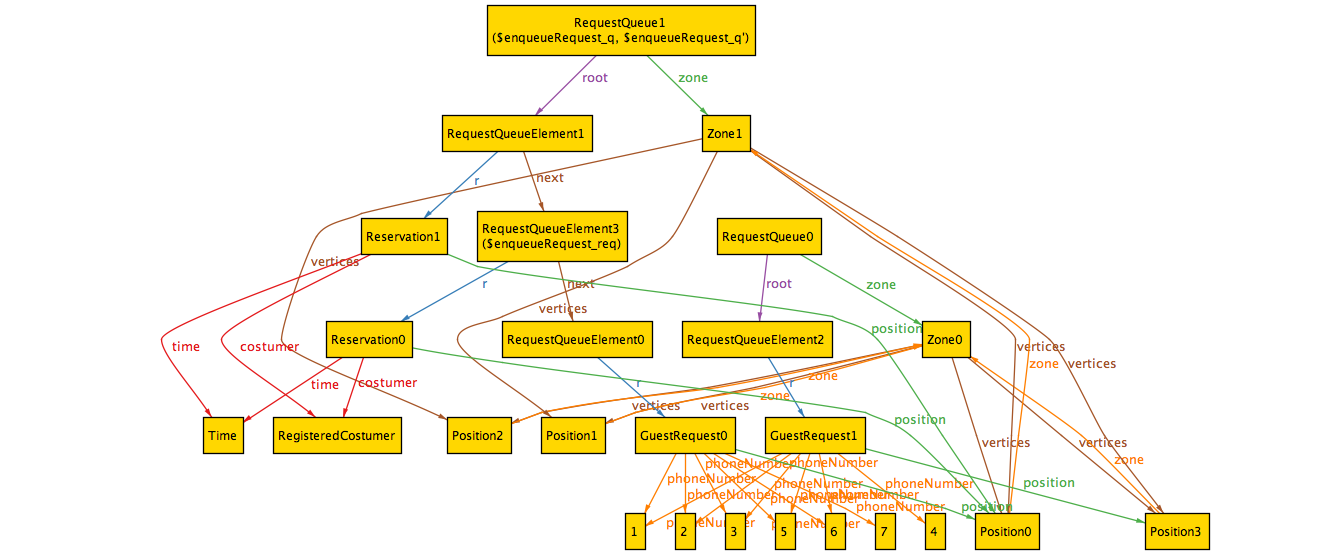 RequestQueue1
($enqueueRequest_q, $enqueueRequest_q')
root
zone
RequestQueueElement1
Zone1
r
next
Reservation1
RequestQueueElement3
($enqueueRequest_req)
RequestQueue0
vertices
r
next
root
zone
vertices
Reservation0
RequestQueueElement0
RequestQueueElement2
position
Zone0
time
costumer
vertices
zone
vertices
time
costumer
r
r
zone
zone
vertices
vertices
position
Time
RegisteredCostumer
Position2
Position1
GuestRequest0
GuestRequest1
vertices
vertices
zone
phoneNumber
phoneNumber
phoneNumber
phoneNumber
phoneNumber
position
phoneNumber
phoneNumber
phoneNumber
phoneNumber
phoneNumber
position
phoneNumber
phoneNumber
1
2
3
5
6
7
4
Position0
Position3